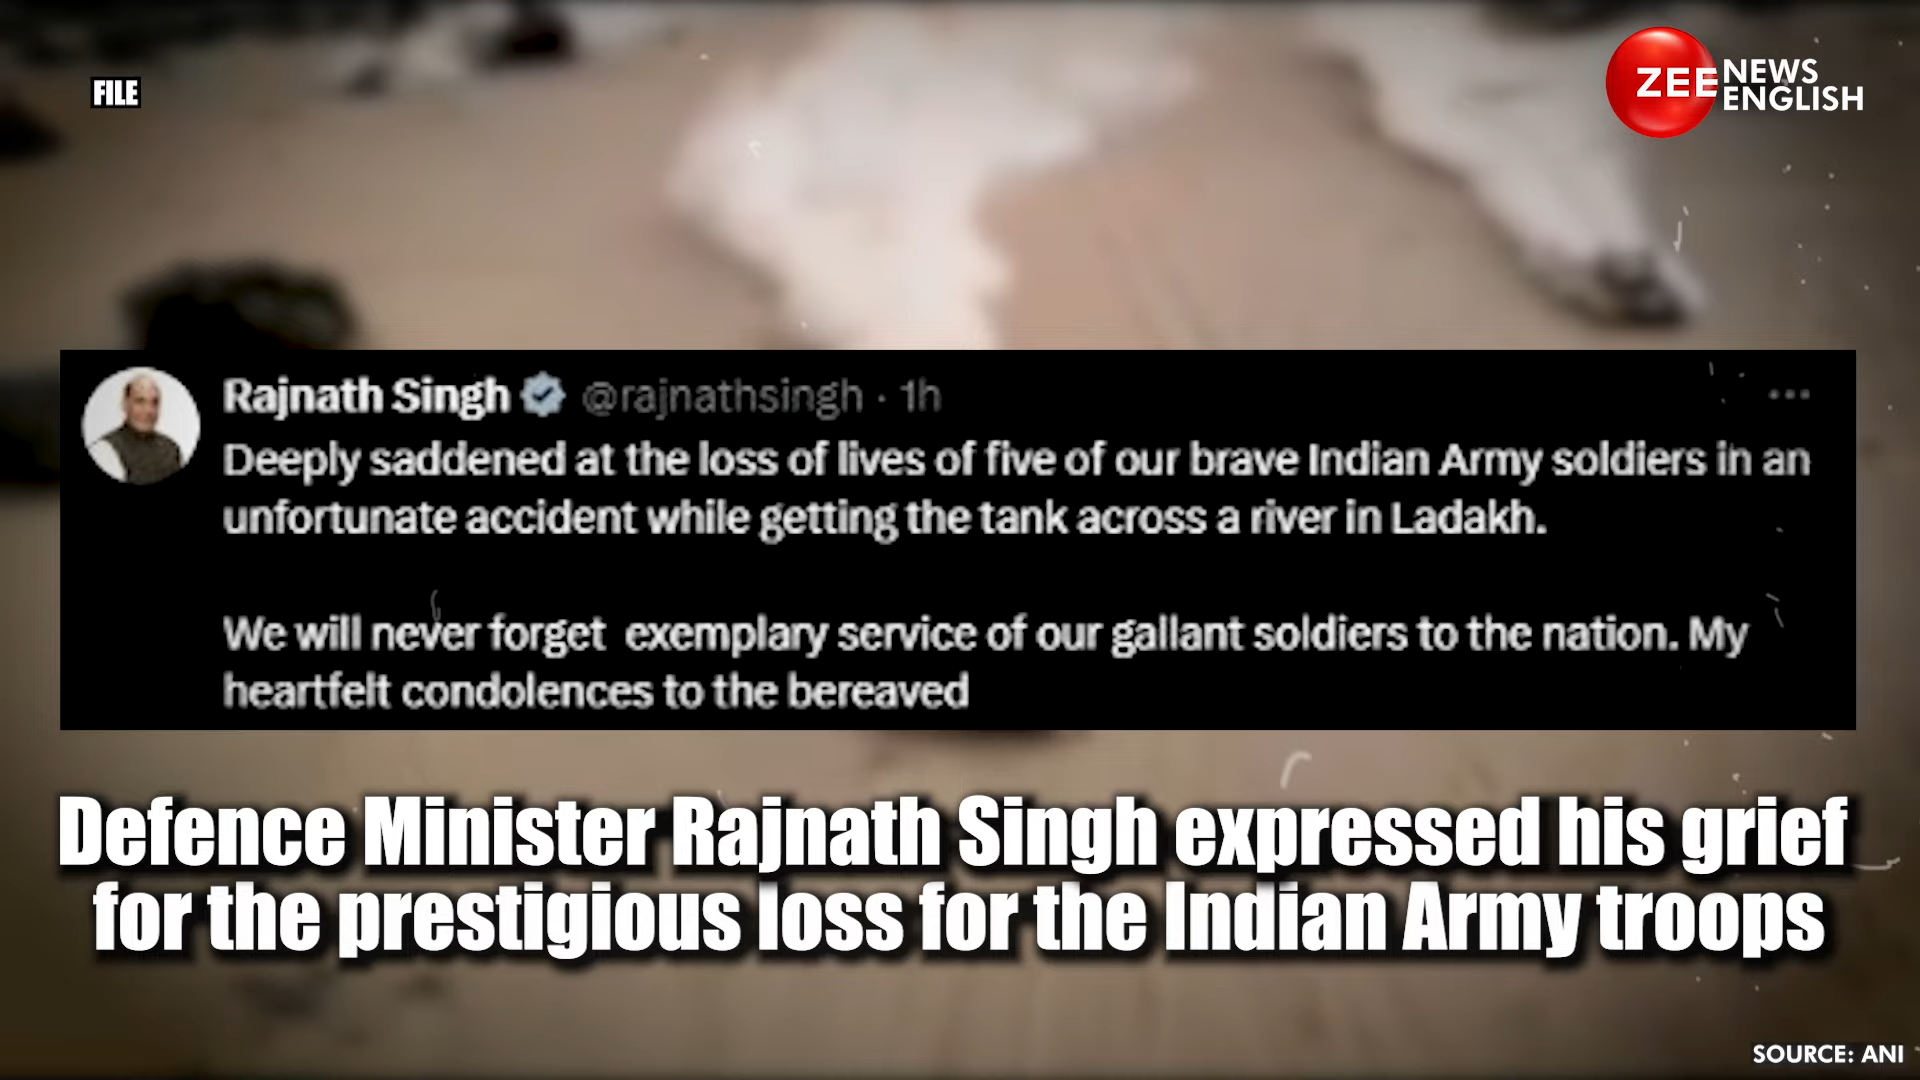 FILE
ZEE NEWS
ENGLISH
Rajnath Singh @rajnathsingh · 1h
Deeply saddened at the loss of lives of five of our brave Indian Army soldiers in an
unfortunate accident while getting the tank across a river in Ladakh.
We will never forget  exemplary service of our gallant soldiers to the nation. My
heartfelt condolences to the bereaved
Defence Minister Rajnath Singh expressed his grief
for the prestigious loss for the Indian Army troops
SOURCE: ANI